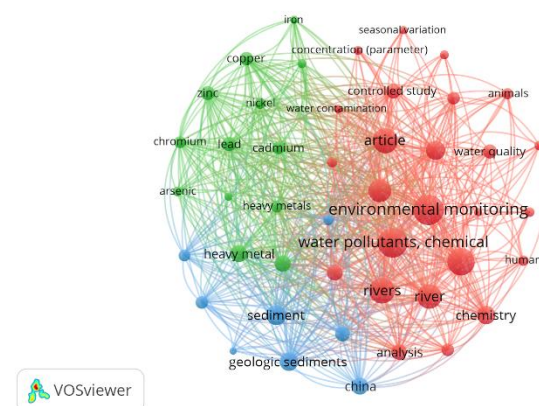 iron
seasonal variation
concentration (parameter)
copper
controlled study
animals
zinc
nickel
water contamination
chromium
lead
cadmium
article
water quality
arsenic
heavy metals
environmental monitoring
water pollutants, chemical
heavy metal
human
rivers
river
sediment
chemistry
geologic sediments
analysis
china
VOSviewer